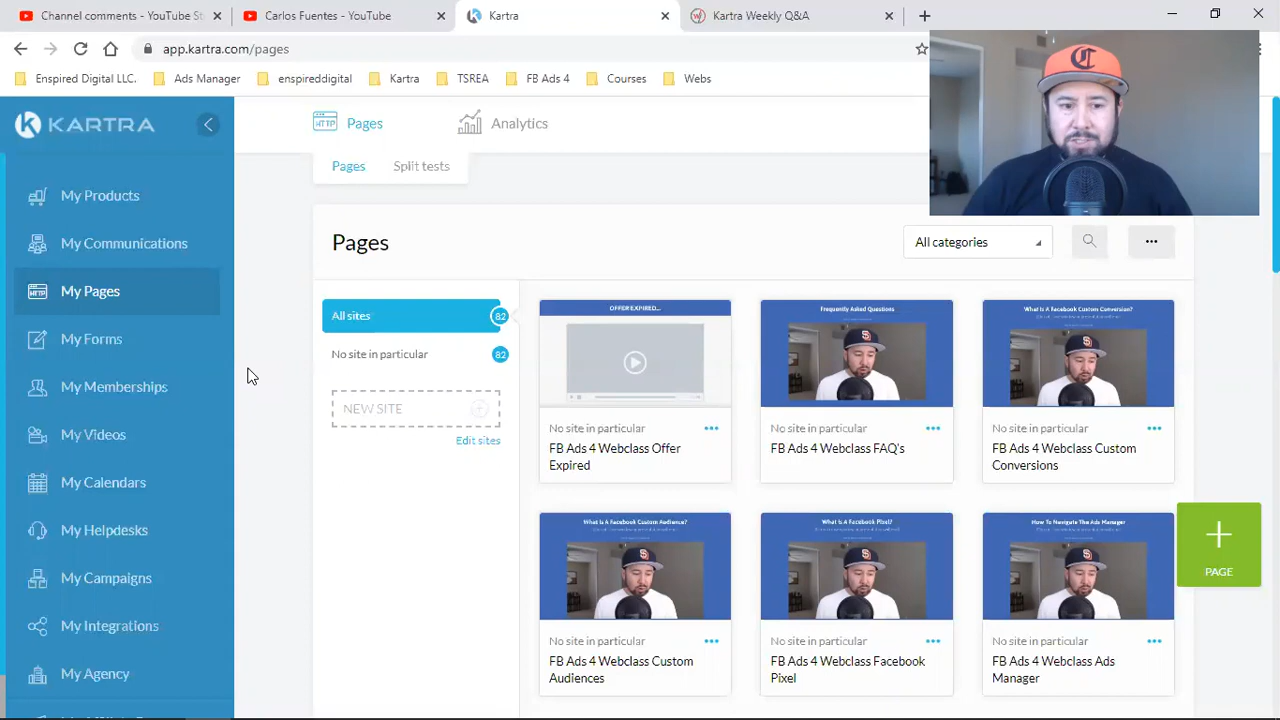 Channel comments - YouTube St
Carlos Fuentes - YouTube
Kartra
Kartra Weekly Q&A
app.kartra.com/pages
Enspired Digital LLC.
Ads Manager
enspireddigital
Kartra
TSREA
FB Ads 4
Courses
Webs
KARTRA
Pages
Analytics
Pages
Split tests
My Products
My Communications
My Pages
My Forms
My Memberships
My Videos
My Calendars
My Helpdesks
My Campaigns
My Integrations
My Agency
Pages
All categories
All sites
82
No site in particular
82
NEW SITE
Edit sites
OFFER EXPIRED...
Frequently Asked Questions
What Is A Facebook Custom Conversion?
No site in particular
FB Ads 4 Webclass Offer
Expired
No site in particular
FB Ads 4 Webclass FAQ's
No site in particular
FB Ads 4 Webclass Custom
Conversions
What Is A Facebook Custom Audience?
What Is A Facebook Pixel?
How To Navigate The Ads Manager
No site in particular
FB Ads 4 Webclass Custom
Audiences
No site in particular
FB Ads 4 Webclass Facebook
Pixel
No site in particular
FB Ads 4 Webclass Ads
Manager
PAGE